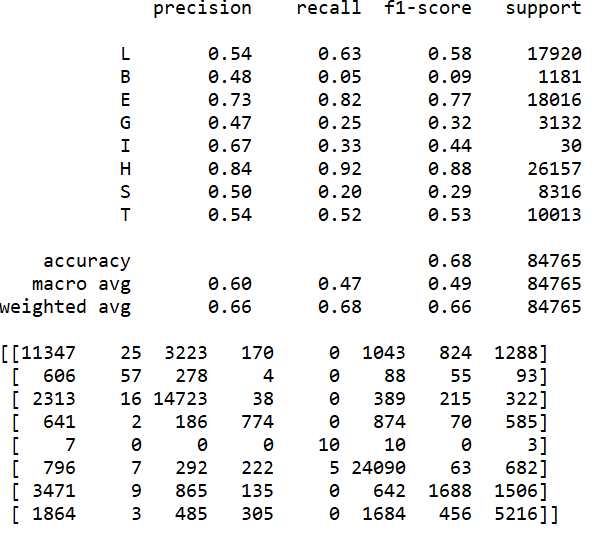 precision recall f1-score support
L 0.54 0.63 0.58 17920
B 0.48 0.05 0.09 1181
E 0.73 0.82 0.77 18016
G 0.47 0.25 0.32 3132
I 0.67 0.33 0.44 30
H 0.84 0.92 0.88 26157
S 0.50 0.20 0.29 8316
T 0.54 0.52 0.53 10013
accuracy 0.68 84765
macro avg 0.60 0.47 0.49 84765
weighted avg 0.66 0.68 0.66 84765
[[11347 25 3223 170 0 1043 824 1288]
[ 606 57 278 4 0 88 55 93]
[ 2313 16 14723 38 0 389 215 322]
[ 641 2 186 774 0 874 70 585]
[ 7 0 0 0 10 10 0 3]
[ 796 7 292 222 5 24090 63 682]
[ 3471 9 865 135 0 642 1688 1506]
[ 1864 3 485 305 0 1684 456 5216]]